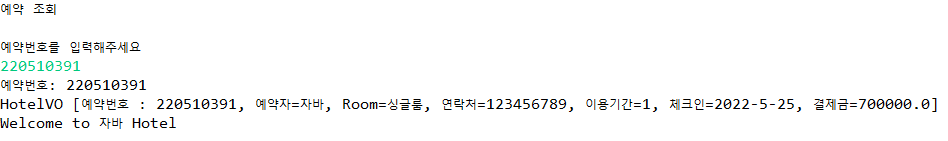 예약 조회
예약번호를 입력해주세요
220510391
예약번호: 220510391
HotelVO [예약번호 : 220510391, 예약자=자바, Room=싱글룸, 연락처=123456789, 이용기간=1, 체크인=2022-5-25, 결제금=700000.0]
Welcome to 자바 Hotel